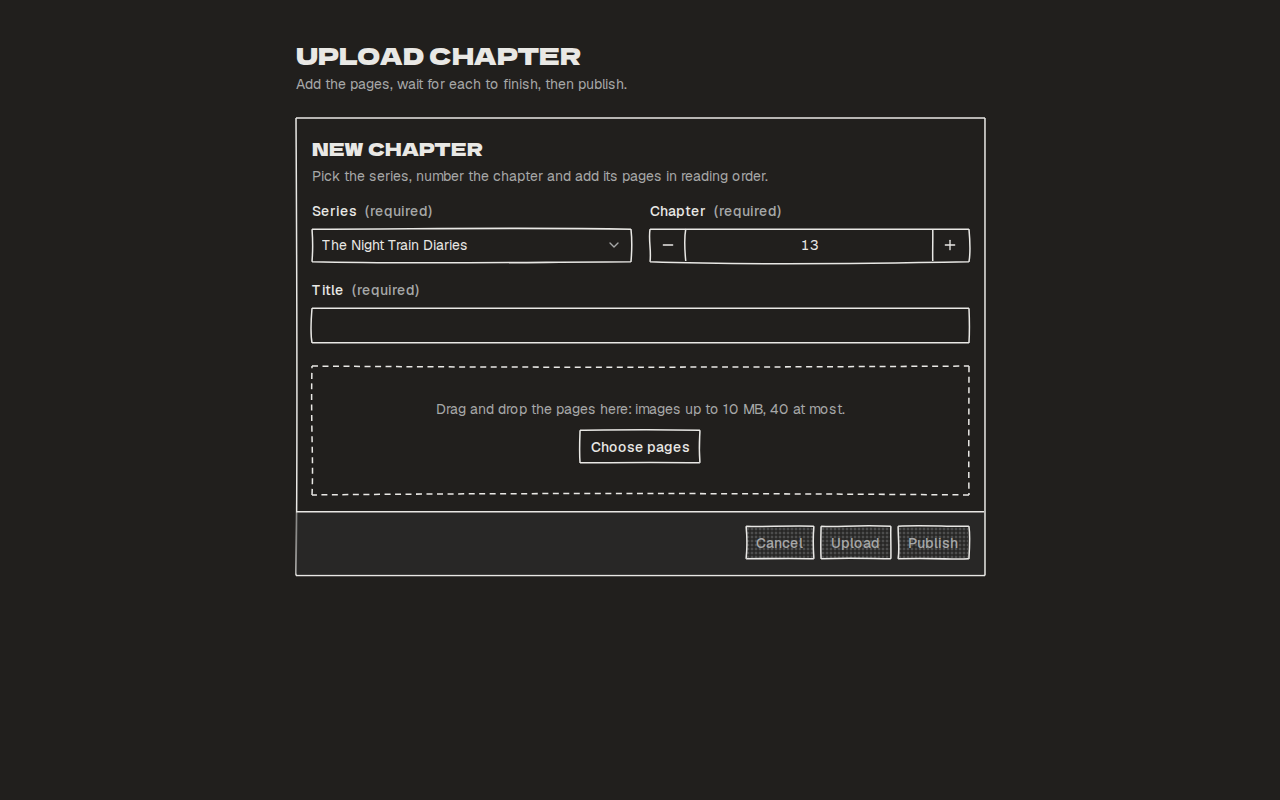 UPLOAD CHAPTER
Add the pages, wait for each to finish, then publish.
NEW CHAPTER
Pick the series, number the chapter and add its pages in reading order.
Series (required)
Chapter (required)
The Night Train Diaries
13
Title (required)
Drag and drop the pages here: images up to 10 MB, 40 at most.
Choose pages
Cancel
Upload
Publish